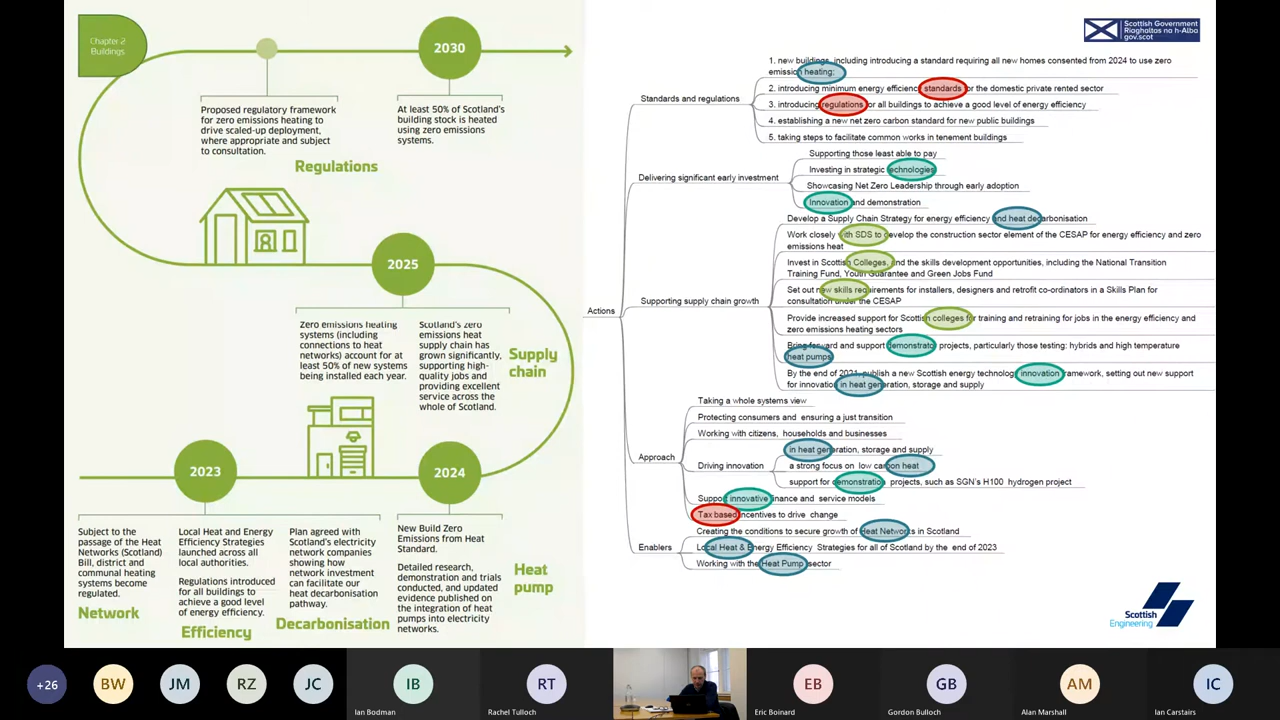 Chapter 2
Buildings
2030
Proposed regulatory framework
for zero emissions heating to
drive scaled-up deployment,
where appropriate and subject
to consultation.
At least 50% of Scotland's
building stock is heated
using zero emissions
systems.
Regulations
2025
Zero emissions heating
systems (including
connections to heat
networks) account for at
least 50% of new systems
being installed each year.
Scotland's zero
emissions heat
supply chain has
grown significantly,
supporting high-
quality jobs and
providing excellent
service across the
whole of Scotland.
Supply
chain
2023
2024
Subject to the
passage of the Heat
Networks (Scotland)
Bill, district and
communal heating
systems become
regulated.
Network
Local Heat and Energy
Efficiency Strategies
launched across all
local authorities.
Regulations introduced
for all buildings to
achieve a good level
of energy efficiency.
Efficiency
Plan agreed with
Scotland's electricity
network companies
showing how
network investment
can facilitate our
heat decarbonisation
pathway.
Decarbonisation
New Build Zero
Emissions from Heat
Standard.
Detailed research,
demonstration and trials
conducted, and updated
evidence published on
the integration of heat
pumps into electricity
networks.
Heat
pump
Scottish Government
Riaghaltas na h-Alba
gov.scot
Actions
Standards and regulations
1. new buildings, including introducing a standard requiring all new homes consented from 2024 to use zero
emission heating;
2. introducing minimum energy efficiency standards for the domestic private rented sector
3. introducing regulations for all buildings to achieve a good level of energy efficiency
4. establishing a new net zero carbon standard for new public buildings
5. taking steps to facilitate common works in tenement buildings
Delivering significant early investment
Supporting those least able to pay
Investing in strategic technologies
Showcasing Net Zero Leadership through early adoption
Innovation and demonstration
Supporting supply chain growth
Develop a Supply Chain Strategy for energy efficiency and heat decarbonisation
Work closely with SDS to develop the construction sector element of the CESAP for energy efficiency and zero
emissions heat
Invest in Scottish Colleges, and the skills development opportunities, including the National Transition
Training Fund, Youth Guarantee and Green Jobs Fund
Set out new skills requirements for installers, designers and retrofit co-ordinators in a Skills Plan for
consultation under the CESAP
Provide increased support for Scottish colleges for training and retraining for jobs in the energy efficiency and
zero emissions heating sectors
Bring forward and support demonstrator projects, particularly those testing: hybrids and high temperature
heat pumps
By the end of 2021, publish a new Scottish energy technology innovation framework, setting out new support
for innovation in heat generation, storage and supply
Approach
Taking a whole systems view
Protecting consumers and ensuring a just transition
Working with citizens, households and businesses
Driving innovation
in heat generation, storage and supply
a strong focus on low carbon heat
support for demonstration projects, such as SGN's H100 hydrogen project
Support innovative finance and service models
Tax based incentives to drive change
Enablers
Creating the conditions to secure growth of Heat Networks in Scotland
Local Heat & Energy Efficiency Strategies for all of Scotland by the end of 2023
Working with the Heat Pump sector
Scottish
Engineering
+26
BW
JM
RZ
JC
IB
Ian Bodman
RT
Rachel Tulloch
EB
Eric Boinard
GB
Gordon Bulloch
AM
Alan Marshall
IC
Ian Carstairs